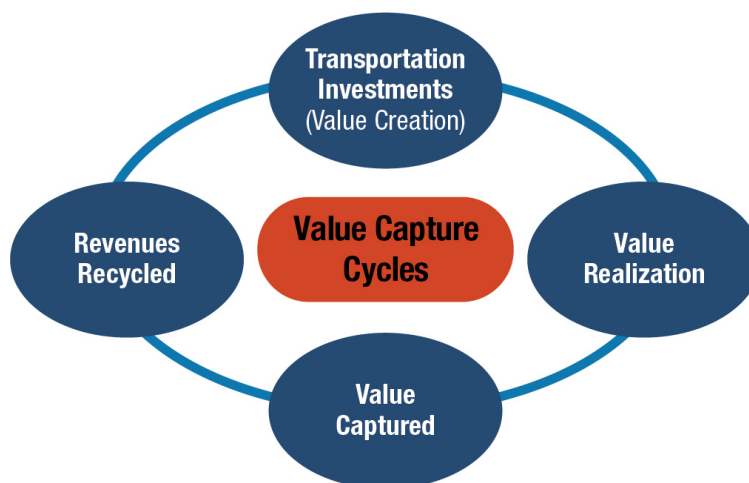 Transportation
Investments
(Value Creation)
Value Capture
Cycles
Revenues
Recycled
Value
Realization
Value
Captured